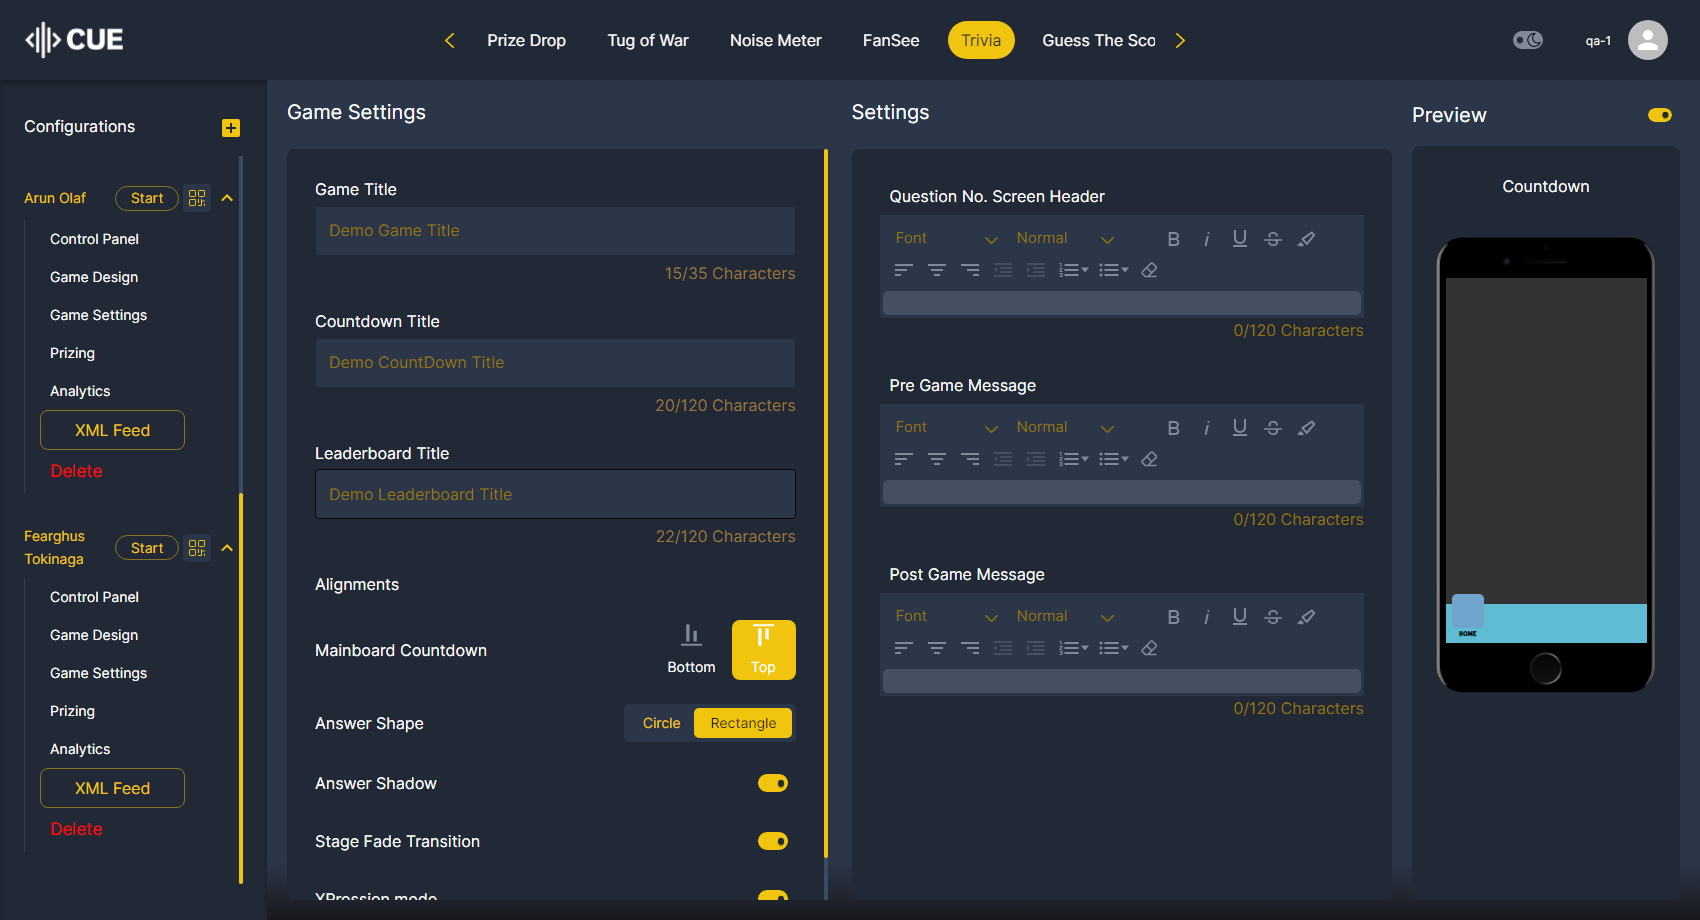 CUE
Prize Drop
Tug of War
Noise Meter
FanSee
Trivia
Guess The Sco
qa-1
Configurations
Arun Olaf
Start
Control Panel
Game Design
Game Settings
Prizing
Analytics
XML Feed
Delete
Fearghus
Tokinaga
Start
Control Panel
Game Design
Game Settings
Prizing
Analytics
XML Feed
Delete
Game Settings
Game Title
Demo Game Title
15/35 Characters
Countdown Title
Demo CountDown Title
20/120 Characters
Leaderboard Title
Demo Leaderboard Title
22/120 Characters
Alignments
Mainboard Countdown
Bottom
Top
Answer Shape
Circle
Rectangle
Answer Shadow
Stage Fade Transition
XPression mode
Settings
Question No. Screen Header
Font
Normal
B i U S
0/120 Characters
Pre Game Message
Font
Normal
B i U S
0/120 Characters
Post Game Message
Font
Normal
B i U S
0/120 Characters
Preview
Countdown
HOME